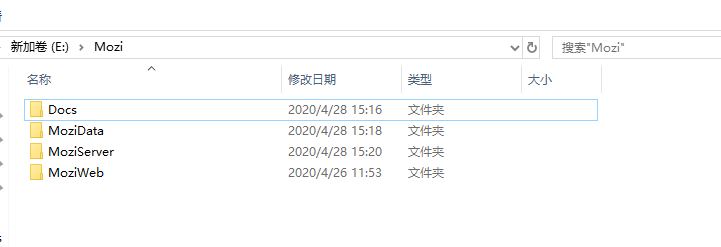 新加卷 (E:) > Mozi 搜索"Mozi"
名称 修改日期 类型 大小
Docs 2020/4/28 15:16 文件夹
MoziData 2020/4/28 15:18 文件夹
MoziServer 2020/4/28 15:20 文件夹
MoziWeb 2020/4/26 11:53 文件夹